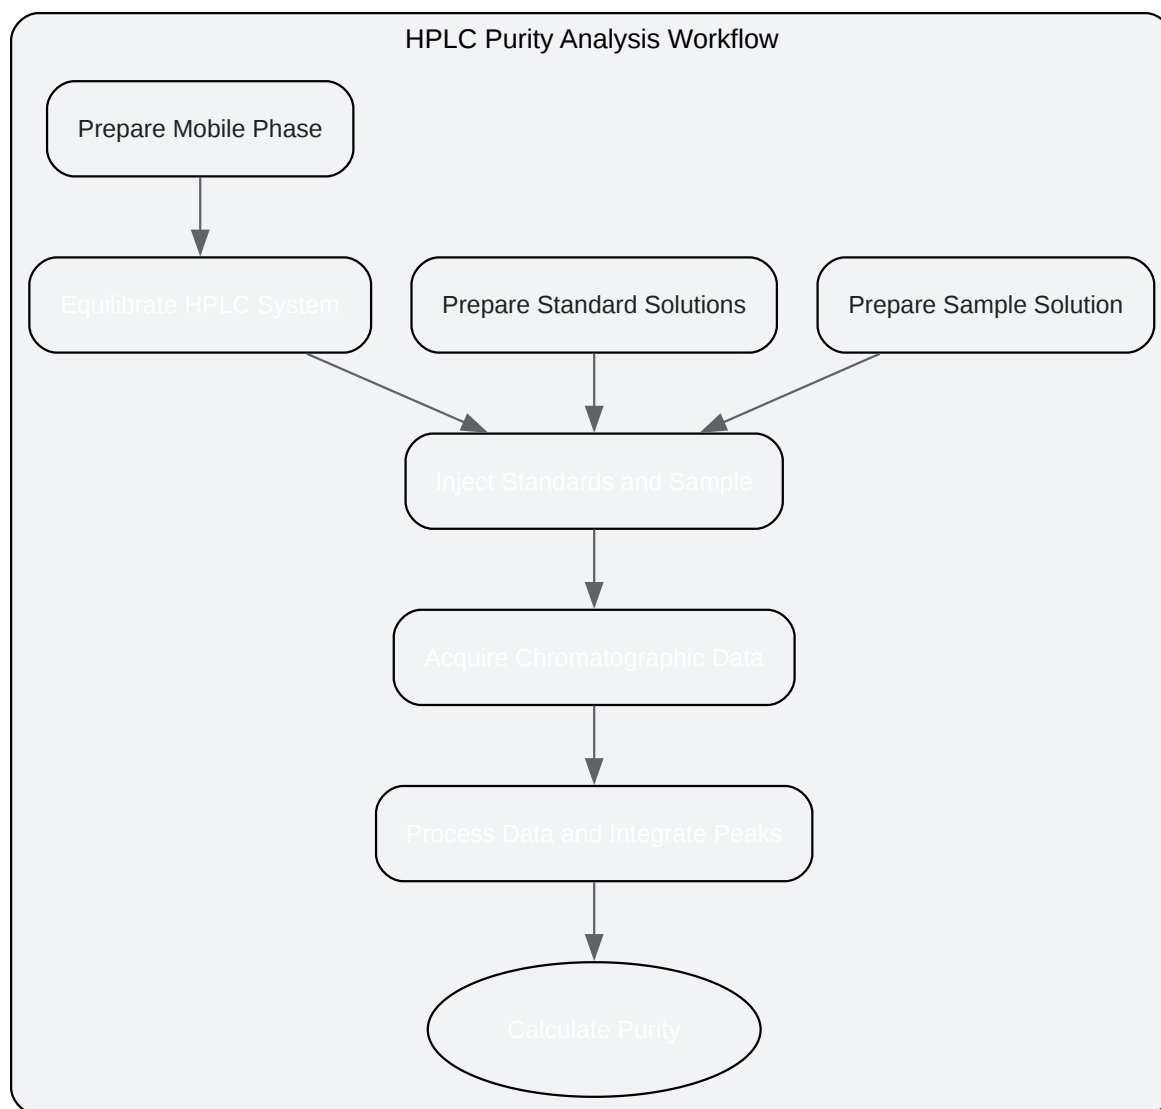 HPLC Purity Analysis Workflow
Prepare Mobile Phase
Equilibrate HPLC System
Prepare Standard Solutions
Prepare Sample Solution
Inject Standards and Sample
Acquire Chromatographic Data
Process Data and Integrate Peaks
Calculate Purity